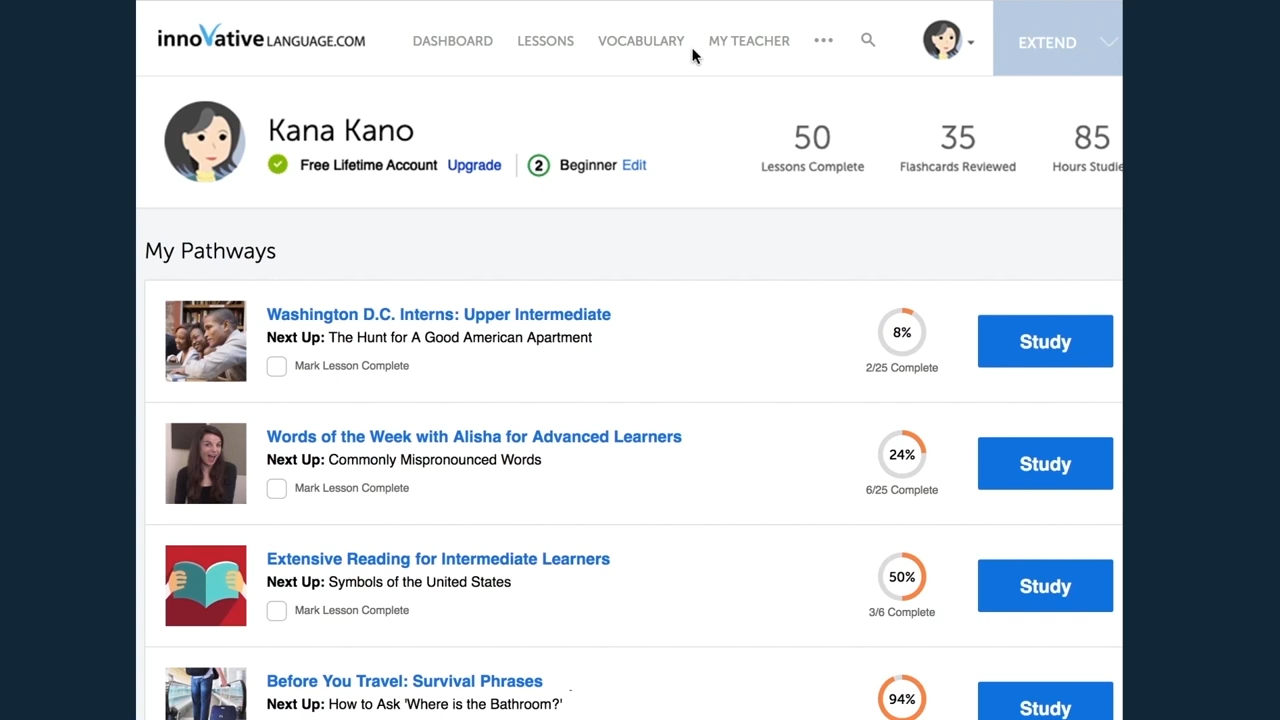 innoVative LANGUAGE.COM
DASHBOARD LESSONS VOCABULARY MY TEACHER ••• EXTEND
Kana Kano
Free Lifetime Account Upgrade 2 Beginner Edit
50 35 85
Lessons Complete Flashcards Reviewed Hours Studie
My Pathways
Washington D.C. Interns: Upper Intermediate
Next Up: The Hunt for A Good American Apartment
Mark Lesson Complete
8%
2/25 Complete
Study
Words of the Week with Alisha for Advanced Learners
Next Up: Commonly Mispronounced Words
Mark Lesson Complete
24%
6/25 Complete
Study
Extensive Reading for Intermediate Learners
Next Up: Symbols of the United States
Mark Lesson Complete
50%
3/6 Complete
Study
Before You Travel: Survival Phrases
Next Up: How to Ask 'Where is the Bathroom?'
94%
Study